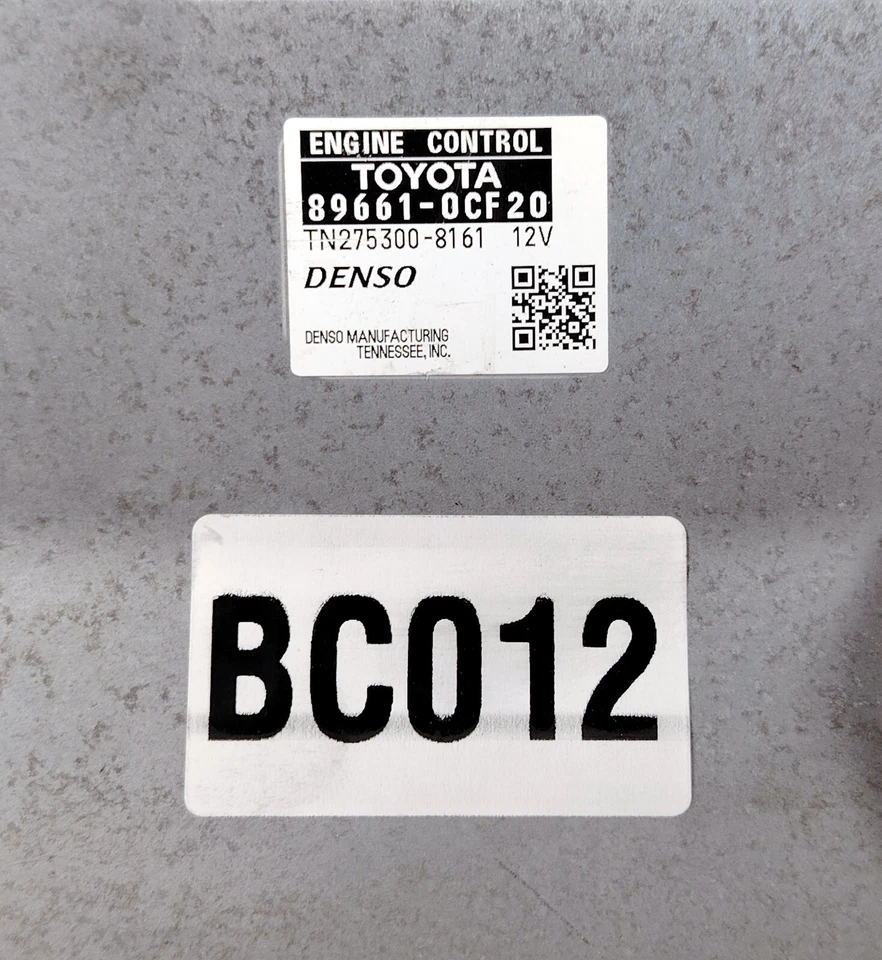 ENGINE CONTROL
TOYOTA
89661-0CF20
TN275300-8161 12V
DENSO
DENSO MANUFACTURING
TENNESSEE, INC.
BC012